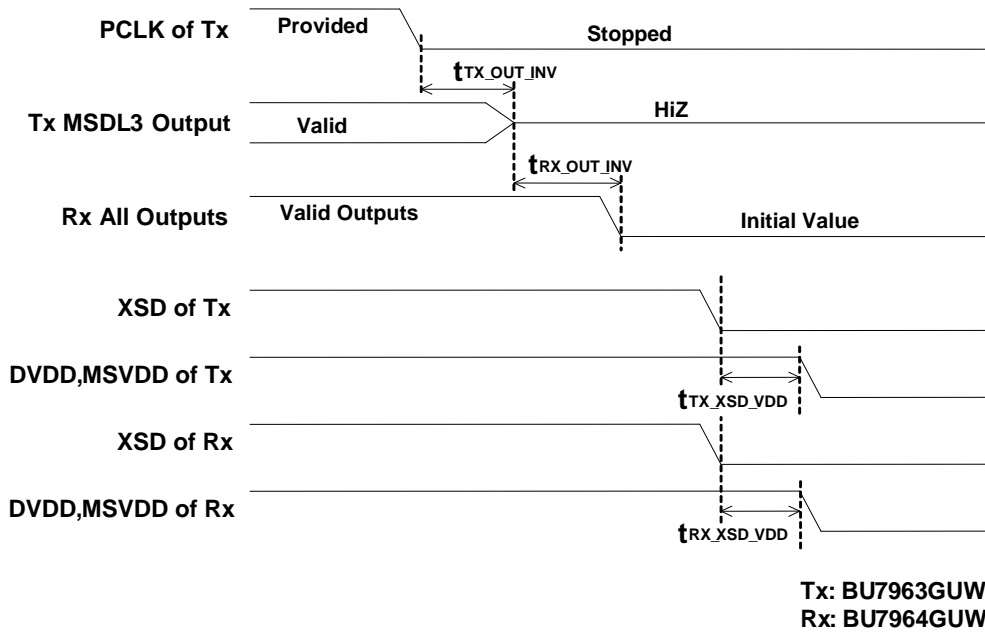 PCLK of Tx
Provided
Stopped
tTX_OUT_INV
Tx MSDL3 Output
Valid
HiZ
tRX_OUT_INV
Rx All Outputs
Valid Outputs
Initial Value
XSD of Tx
DVDD,MSVDD of Tx
tTX_XSD_VDD
XSD of Rx
DVDD,MSVDD of Rx
tRX_XSD_VDD
Tx: BU7963GUW
Rx: BU7964GUW